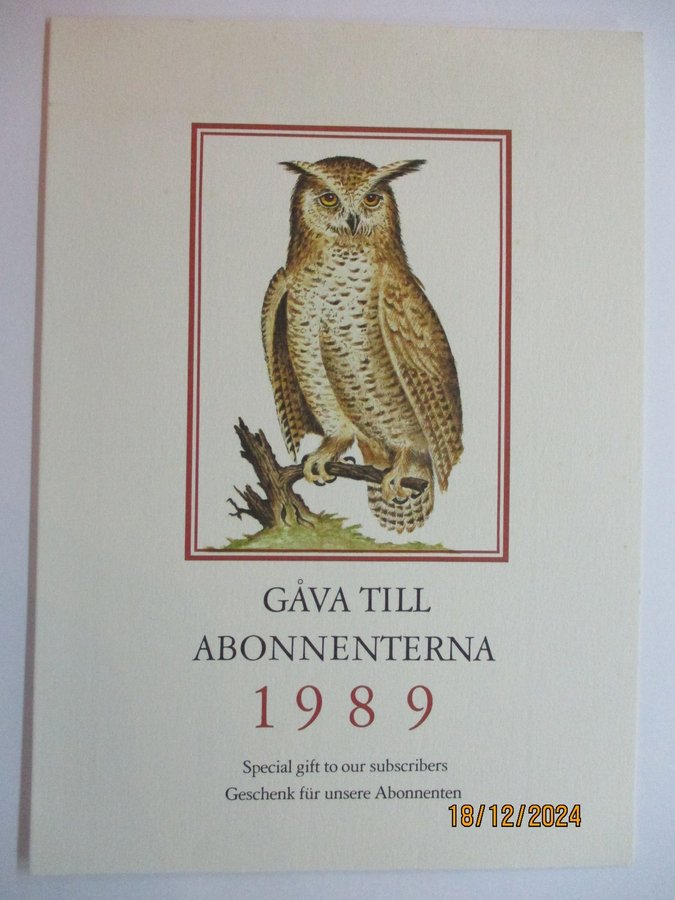 GÅVA TILL
ABONNENTERNA
1989
Special gift to our subscribers
Geschenk für unsere Abonnenten
18/12/2024